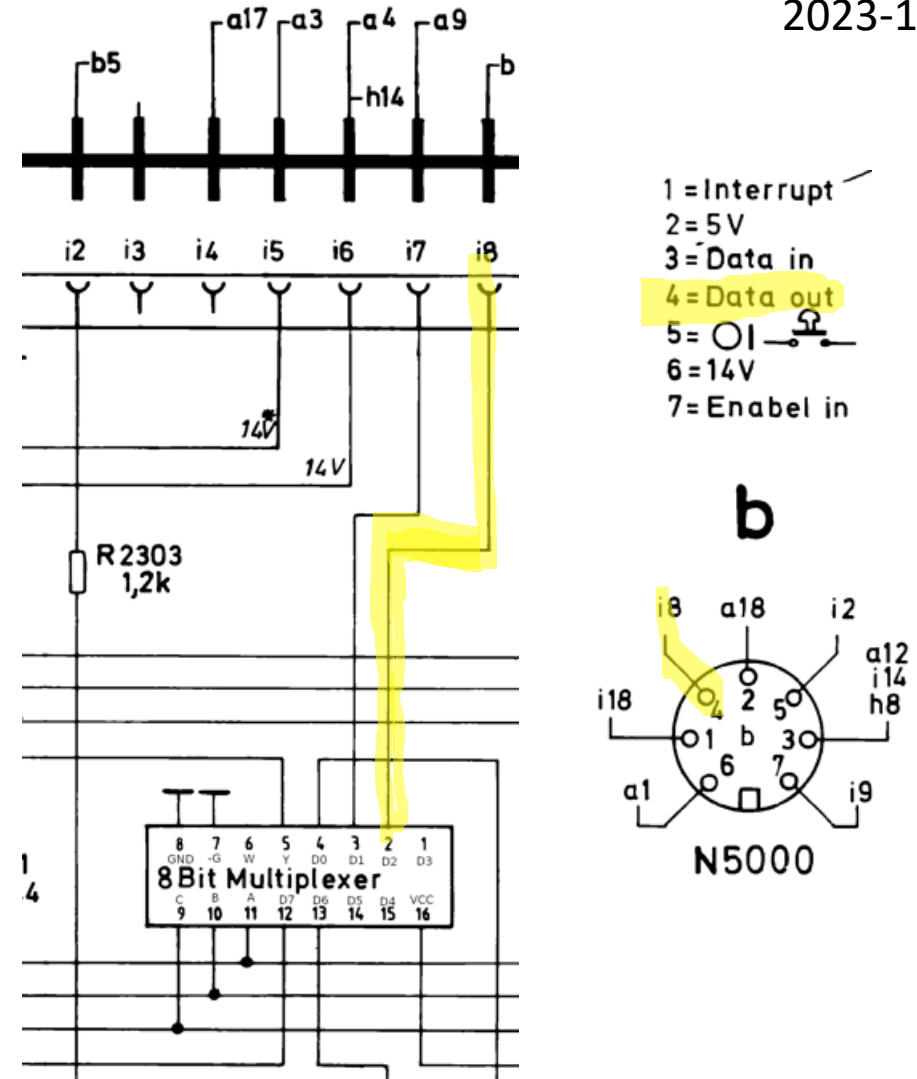 2023-1
a17 a3 a4 a9
b5 b
h14
i2 i3 i4 i5 i6 i7 i8
14V*
14V
R2303
1,2k
8 7 6 5 4 3 2 1
GND -G W Y D0 D1 D2 D3
8 Bit Multiplexer
C B A D7 D6 D5 D4 VCC
9 10 11 12 13 14 15 16
4
1 = Interrupt
2 = 5V
3 = Data in
4 = Data out
5 =
6 = 14V
7 = Enabel in
b
i8 a18 i2
a12
i14
h8
i18
4 2 5
1 b 3
6 7
a1 i9
N5000